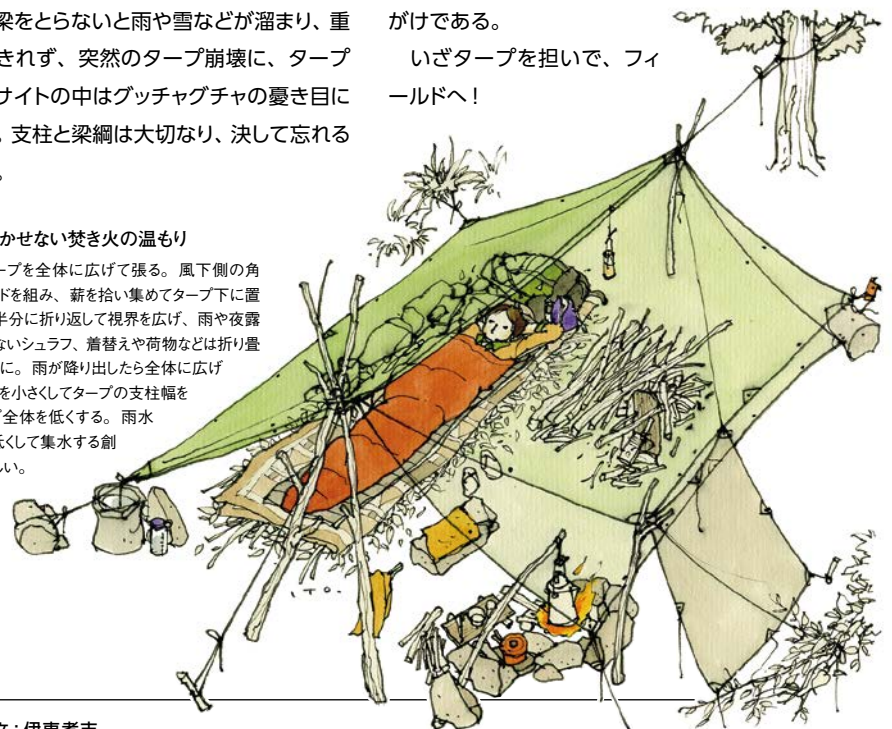 梁をとらないと雨や雪などが溜まり、重
きれず、突然のタープ崩壊に、タープ
サイトの中はグッチャグチャの憂き目に
。支柱と梁綱は大切なり、決して忘れる
。
がけである。
いざタープを担いで、フィ
ールドへ！
かせない焚き火の温もり
ープを全体に広げて張る。風下側の角
ドを組み、薪を拾い集めてタープ下に置
半分に折り返して視界を広げ、雨や夜露
ないシュラフ、着替えや荷物などは折り畳
に。雨が降り出したら全体に広げ
を小さくしてタープの支柱幅を
全体を低くする。雨水
低くして集水する創
しい。
I.T.O.